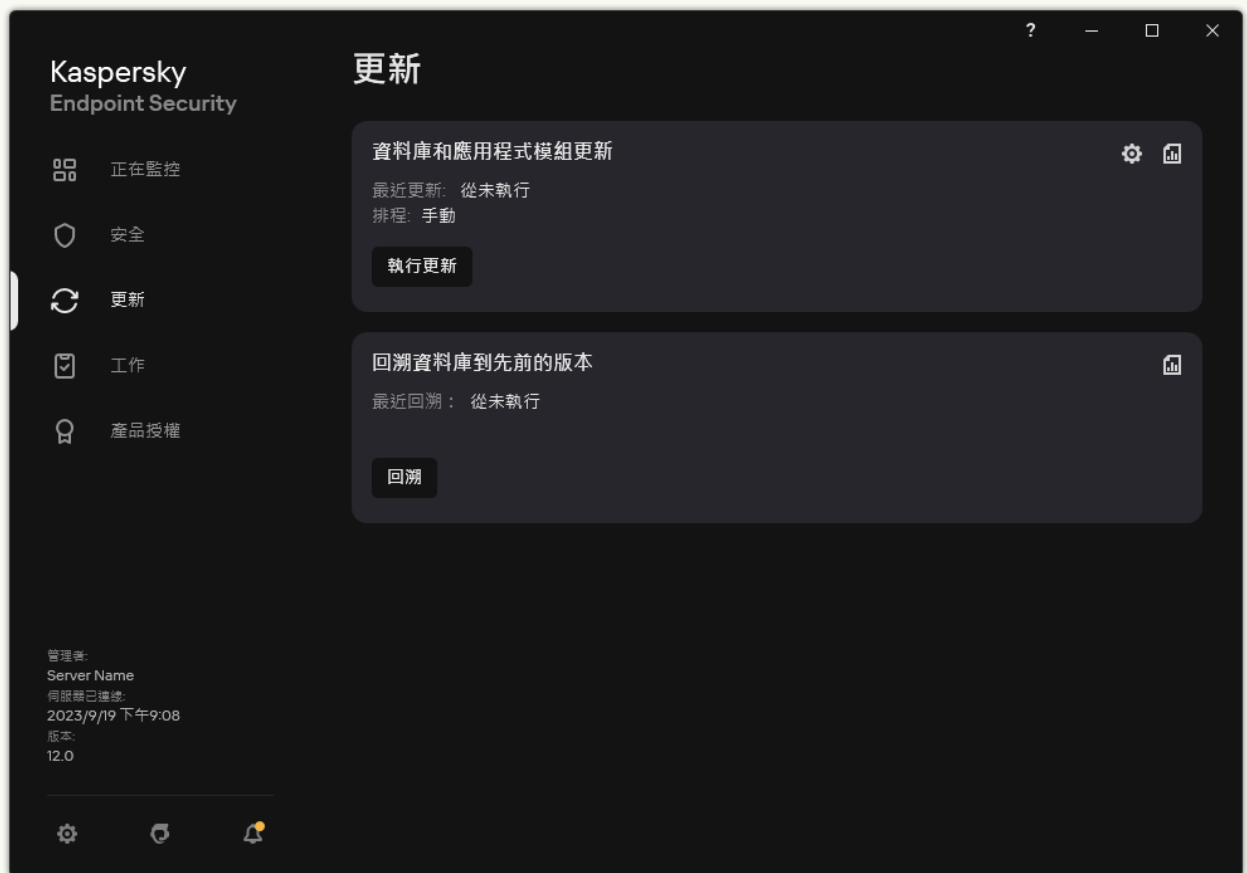 ?
Kaspersky
Endpoint Security
正在監控
安全
更新
工作
產品授權
管理者:
Server Name
伺服器已連線:
2023/9/19 下午9:08
版本:
12.0
更新
資料庫和應用程式模組更新
最近更新: 從未執行
排程: 手動
執行更新
回溯資料庫到先前的版本
最近回溯： 從未執行
回溯